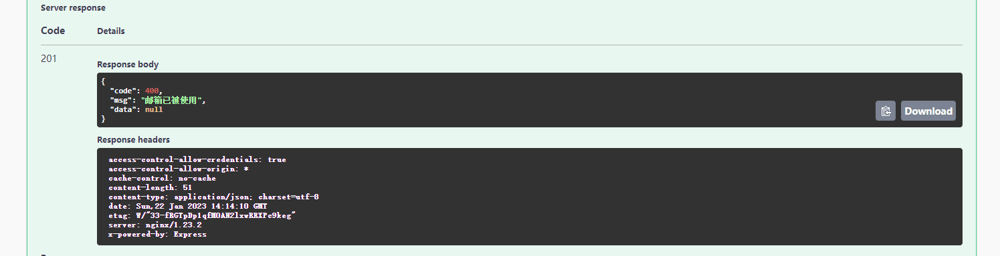 Server response
Code Details
201
Response body
{
"code": 400,
"msg": "邮箱已被使用",
"data": null
}
Download
Response headers
access-control-allow-credentials: true
access-control-allow-origin: *
cache-control: no-cache
content-length: 51
content-type: application/json; charset=utf-8
date: Sun,22 Jan 2023 14:14:10 GMT
etag: W/"33-fRGTpDp1qfMOAH2lxwRRXPc9keg"
server: nginx/1.23.2
x-powered-by: Express